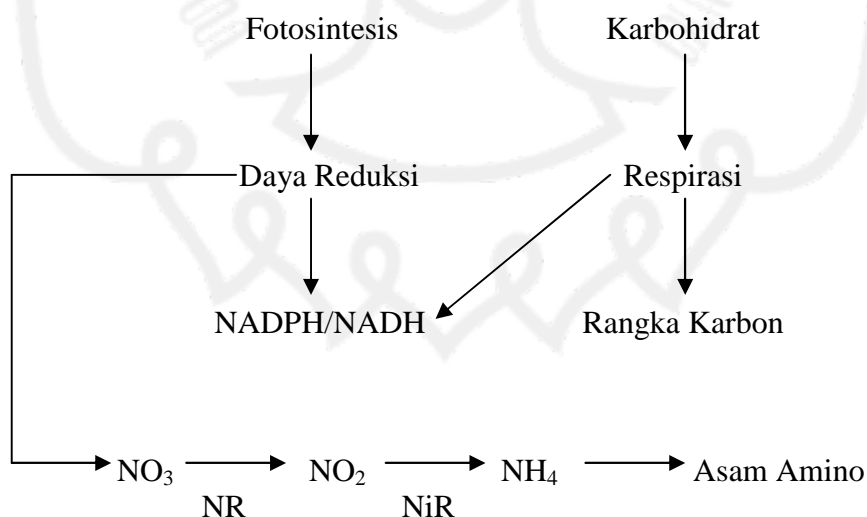 Fotosintesis Karbohidrat
Daya Reduksi Respirasi
NADPH/NADH Rangka Karbon
NO₃ NO₂ NH₄ Asam Amino
NR NiR